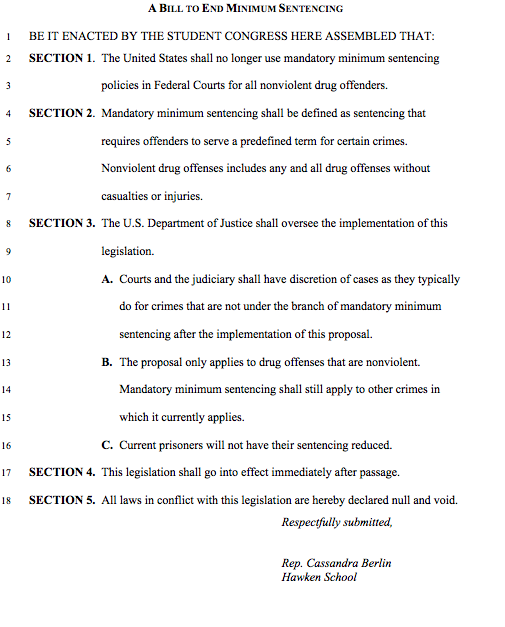 A BILL TO END MINIMUM SENTENCING
1 BE IT ENACTED BY THE STUDENT CONGRESS HERE ASSEMBLED THAT:
2 SECTION 1. The United States shall no longer use mandatory minimum sentencing
3 policies in Federal Courts for all nonviolent drug offenders.
4 SECTION 2. Mandatory minimum sentencing shall be defined as sentencing that
5 requires offenders to serve a predefined term for certain crimes.
6 Nonviolent drug offenses includes any and all drug offenses without
7 casualties or injuries.
8 SECTION 3. The U.S. Department of Justice shall oversee the implementation of this
9 legislation.
10 A. Courts and the judiciary shall have discretion of cases as they typically
11 do for crimes that are not under the branch of mandatory minimum
12 sentencing after the implementation of this proposal.
13 B. The proposal only applies to drug offenses that are nonviolent.
14 Mandatory minimum sentencing shall still apply to other crimes in
15 which it currently applies.
16 C. Current prisoners will not have their sentencing reduced.
17 SECTION 4. This legislation shall go into effect immediately after passage.
18 SECTION 5. All laws in conflict with this legislation are hereby declared null and void.
Respectfully submitted,
Rep. Cassandra Berlin
Hawken School